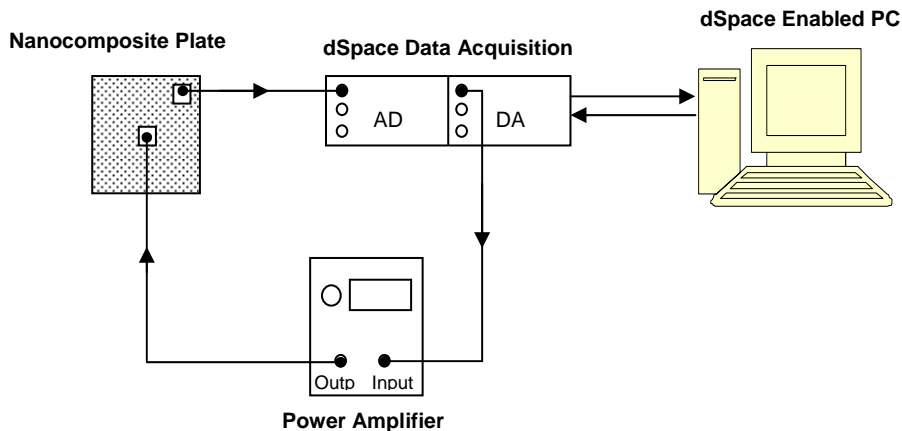 dSpace Enabled PC
Nanocomposite Plate
dSpace Data Acquisition
AD
DA
Outp
Input
Power Amplifier